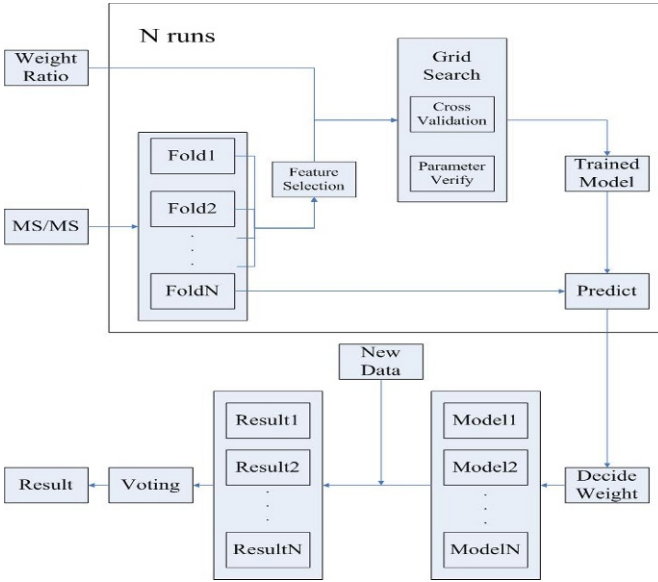 N runs
Weight
Ratio
Grid
Search
Cross
Validation
Parameter
Verify
Fold1
Fold2
.
.
.
FoldN
Feature
Selection
Trained
Model
MS/MS
Predict
New
Data
Result1
Result2
.
.
.
ResultN
Model1
Model2
.
.
.
ModelN
Result
Voting
Decide
Weight